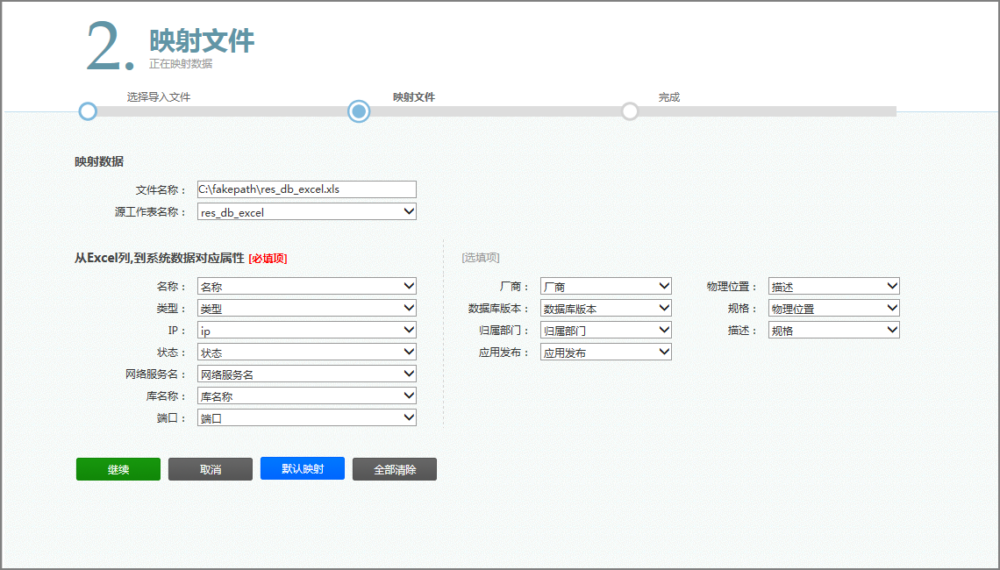 2.
映射文件
正在映射数据
选择导入文件 映射文件 完成
映射数据
文件名称： C:\fakepath\res_db_excel.xls
源工作表名称： res_db_excel
从Excel列,到系统数据对应属性 [必填项] [选填项]
名称： 名称 厂商： 厂商 物理位置： 描述
类型： 类型 数据库版本： 数据库版本 规格： 物理位置
IP： ip 归属部门： 归属部门 描述： 规格
状态： 状态 应用发布： 应用发布
网络服务名： 网络服务名
库名称： 库名称
端口： 端口
继续 取消 默认映射 全部清除